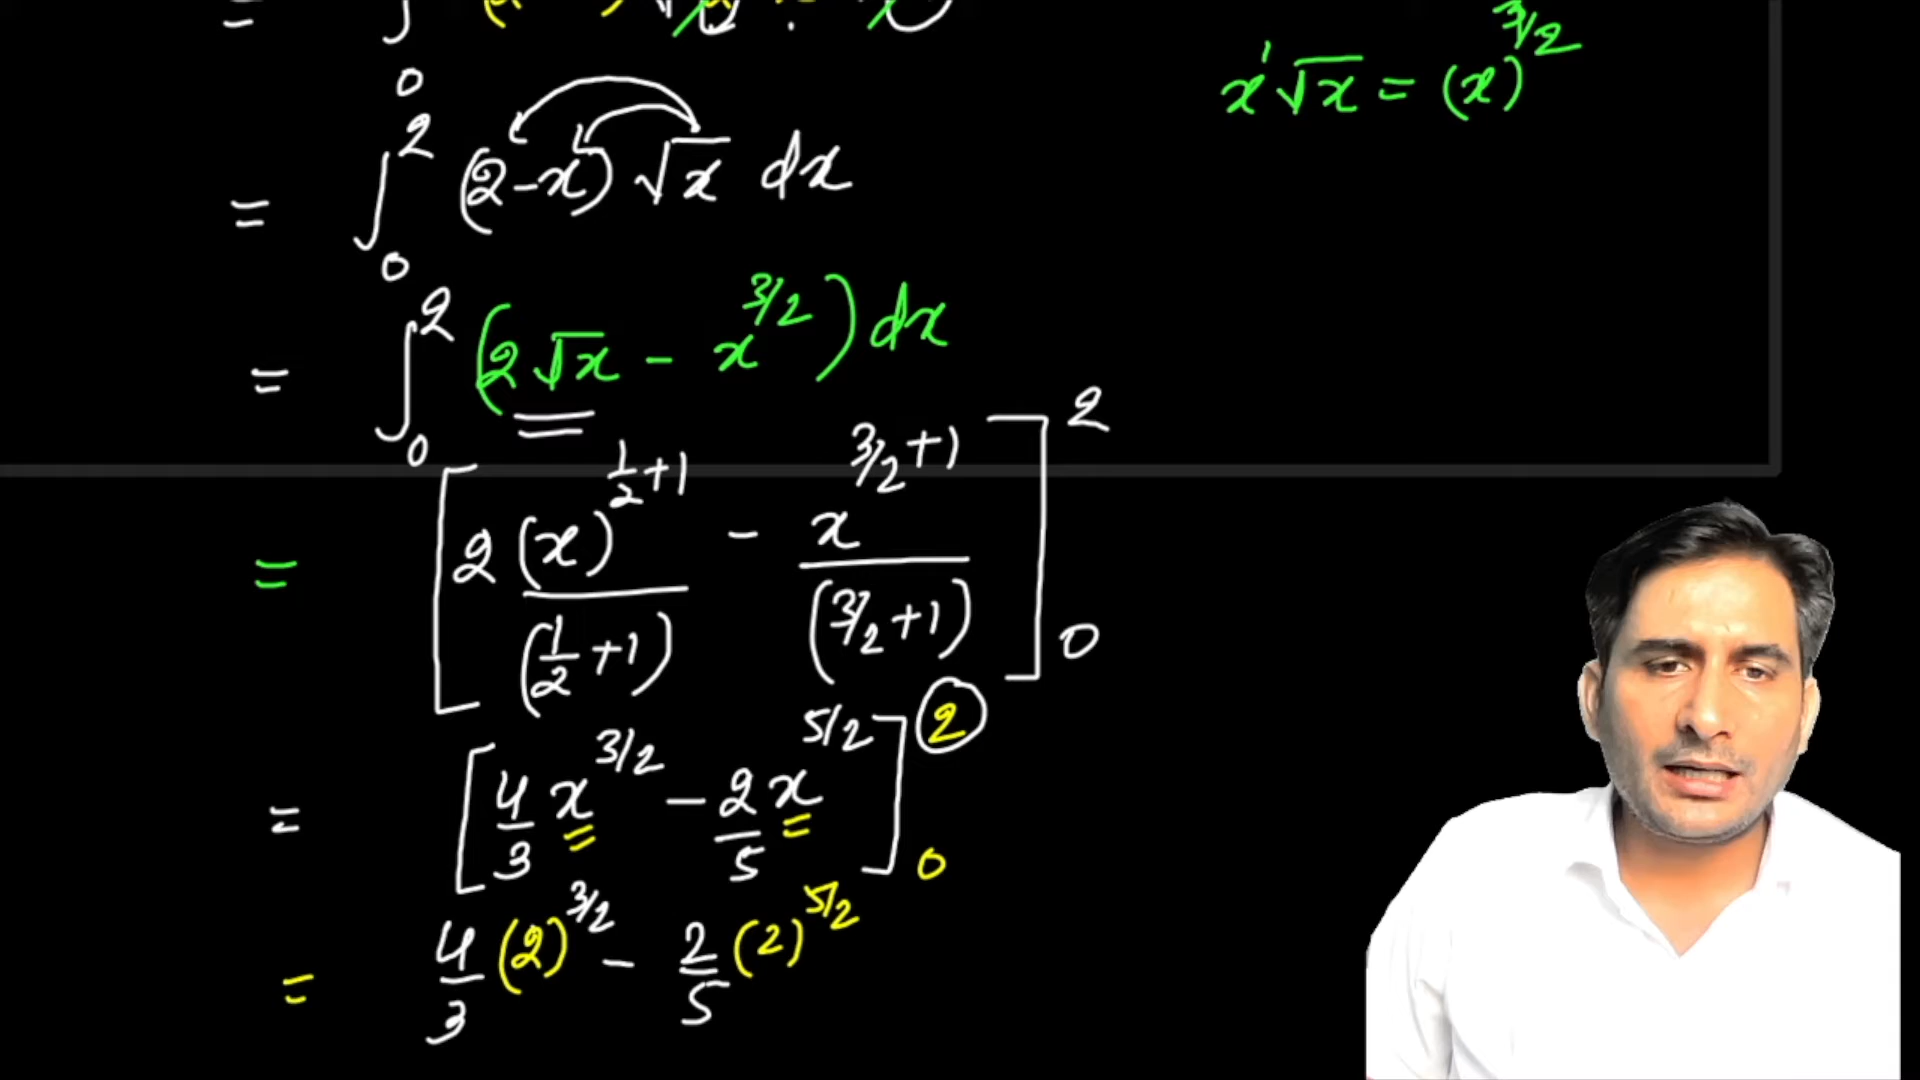 x¹√x = (x)^3/2
= ∫₀² (2-x) √x dx
= ∫₀² (2√x - x^3/2) dx
= [2 (x)^(1/2+1) / (1/2+1) - x^(3/2+1) / (3/2+1)]₀²
= [4/3 x^3/2 - 2/5 x^5/2]₀²
= 4/3 (2)^3/2 - 2/5 (2)^5/2